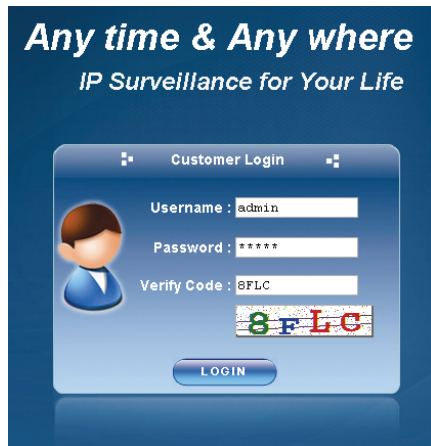 Any time & Any where
IP Surveillance for Your Life
Customer Login
Username : admin
Password : *****
Verify Code : 8FLC
8FLC
LOGIN